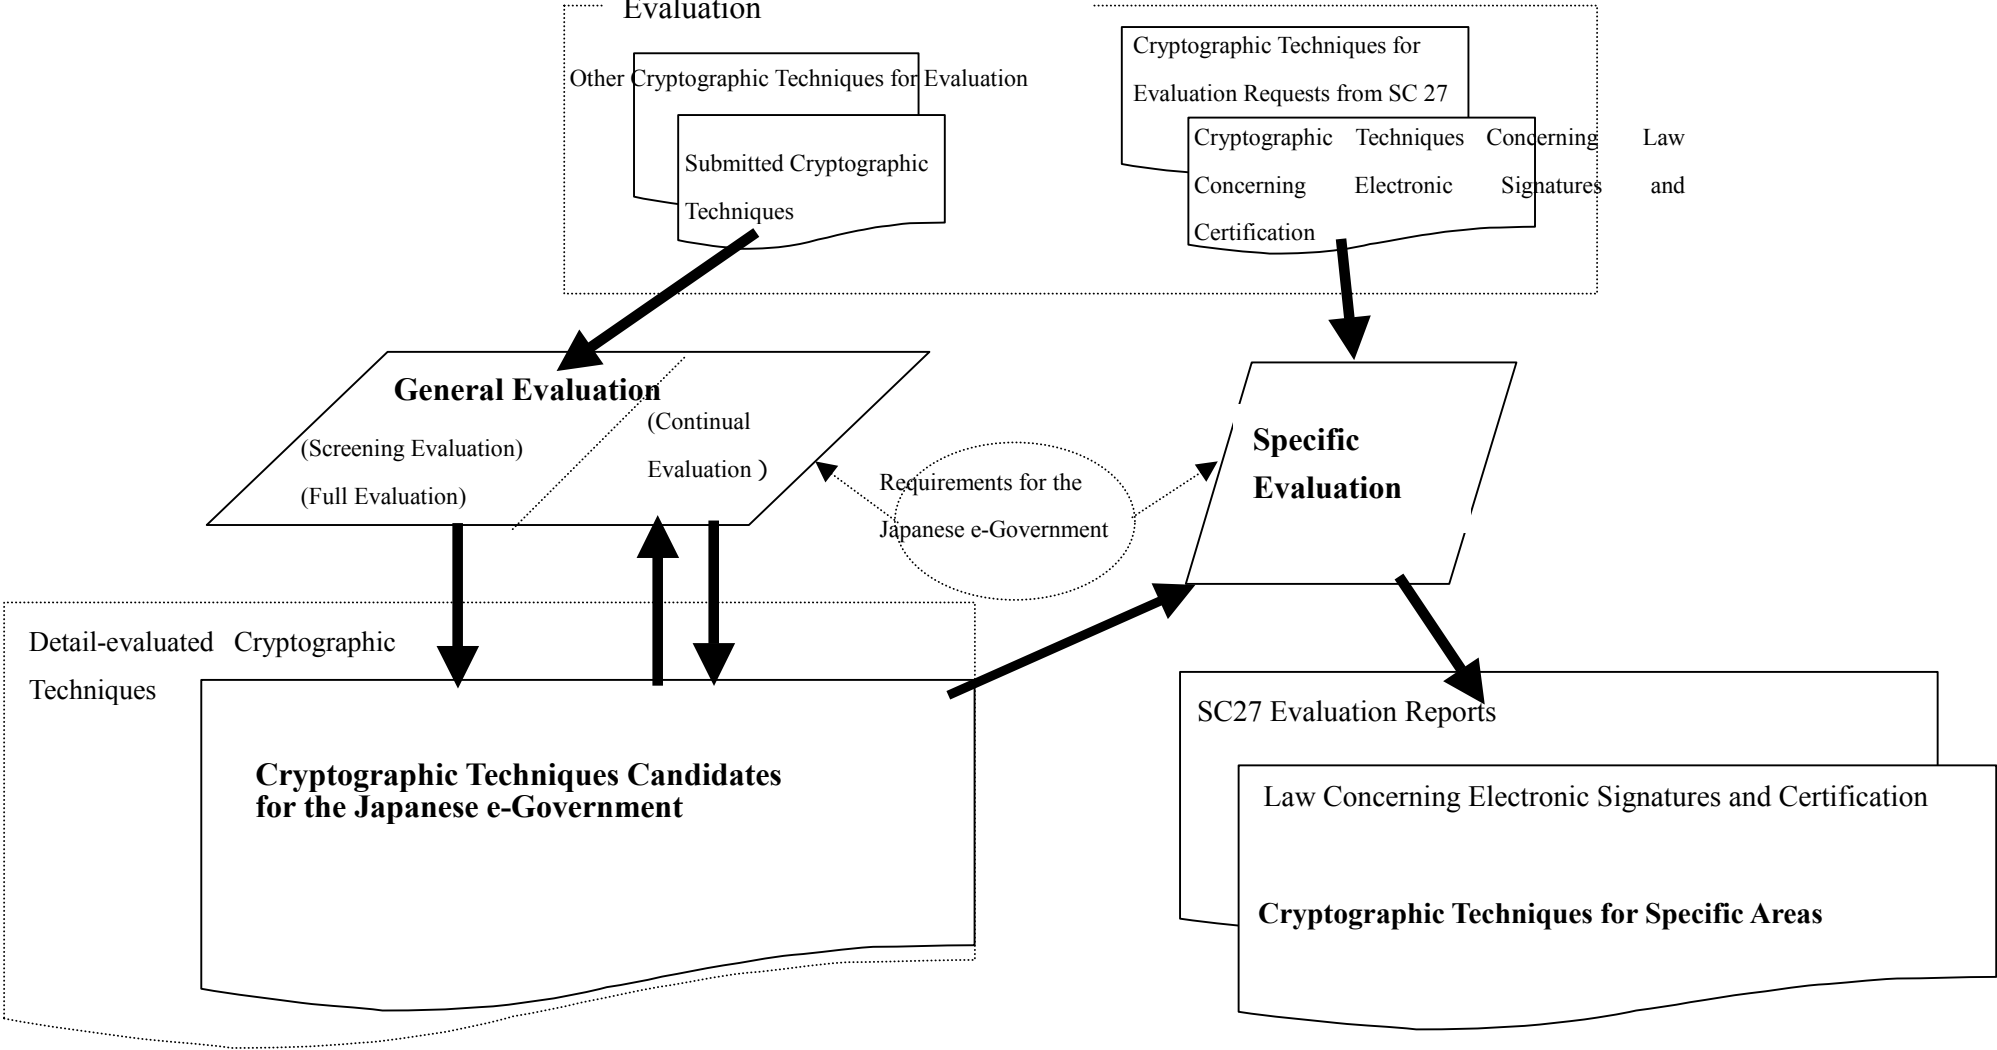 Evaluation
Other Cryptographic Techniques for Evaluation
Submitted Cryptographic
Techniques
Cryptographic Techniques for
Evaluation Requests from SC 27
Cryptographic Techniques Concerning Law
Concerning Electronic Signatures and
Certification
General Evaluation
(Screening Evaluation)
(Full Evaluation)
(Continual
Evaluation）
Requirements for the
Japanese e-Government
Specific
Evaluation
Detail-evaluated Cryptographic
Techniques
Cryptographic Techniques Candidates
for the Japanese e-Government
SC27 Evaluation Reports
Law Concerning Electronic Signatures and Certification
Cryptographic Techniques for Specific Areas